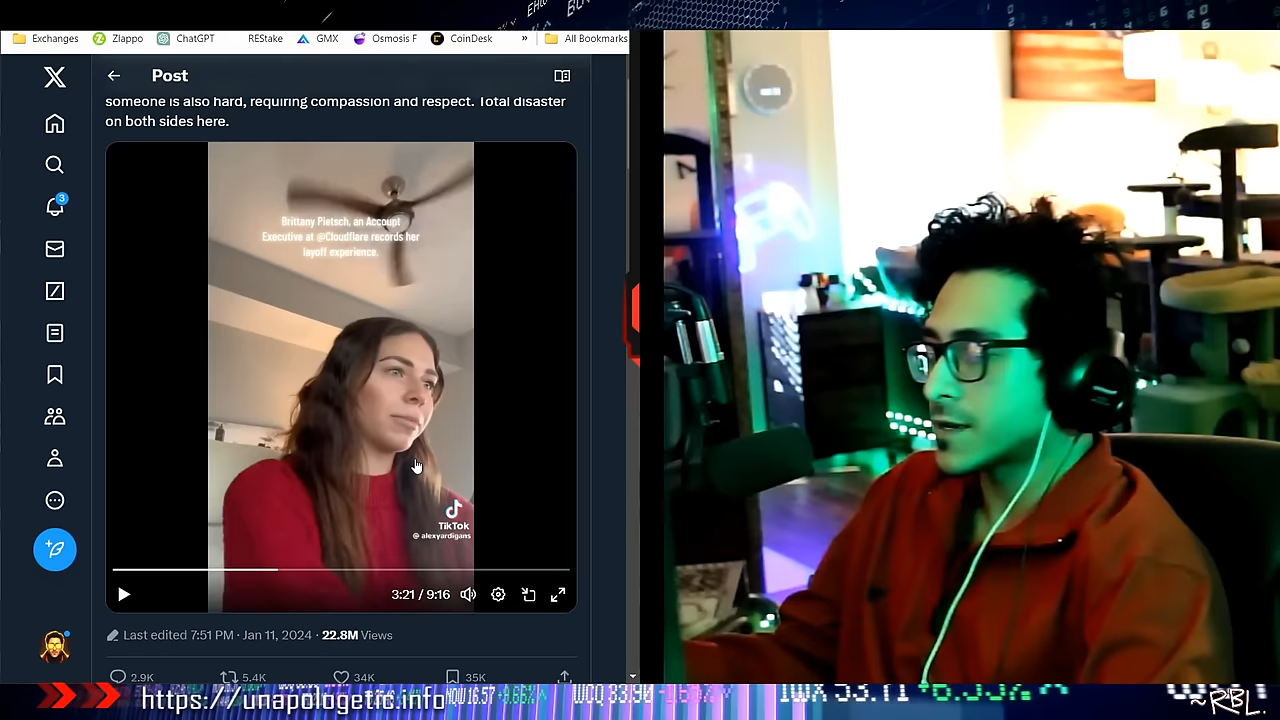 Exchanges
Zlappo
ChatGPT
REStake
GMX
Osmosis F
CoinDesk
»
All Bookmarks
Post
someone is also hard, requiring compassion and respect. Total disaster
on both sides here.
3
Brittany Pietsch, an Account
Executive at @Cloudflare records her
layoff experience.
TikTok
@ alexyardigans
3:21 / 9:16
Last edited 7:51 PM · Jan 11, 2024 · 22.8M Views
2.9K
5.4K
34K
35K
https://unapologetic.info